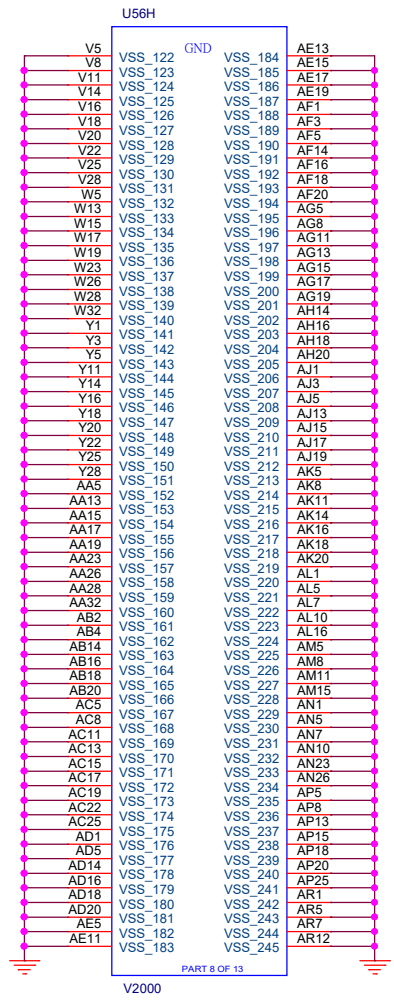 U56H
GND
V5 VSS_122 VSS_184 AE13
V8 VSS_123 VSS_185 AE15
V11 VSS_124 VSS_186 AE17
V14 VSS_125 VSS_187 AE19
V16 VSS_126 VSS_188 AF1
V18 VSS_127 VSS_189 AF3
V20 VSS_128 VSS_190 AF5
V22 VSS_129 VSS_191 AF14
V25 VSS_130 VSS_192 AF16
V28 VSS_131 VSS_193 AF18
W5 VSS_132 VSS_194 AF20
W13 VSS_133 VSS_195 AG5
W15 VSS_134 VSS_196 AG8
W17 VSS_135 VSS_197 AG11
W19 VSS_136 VSS_198 AG13
W23 VSS_137 VSS_199 AG15
W26 VSS_138 VSS_200 AG17
W28 VSS_139 VSS_201 AG19
W32 VSS_140 VSS_202 AH14
Y1 VSS_141 VSS_203 AH16
Y3 VSS_142 VSS_204 AH18
Y5 VSS_143 VSS_205 AH20
Y11 VSS_144 VSS_206 AJ1
Y14 VSS_145 VSS_207 AJ3
Y16 VSS_146 VSS_208 AJ5
Y18 VSS_147 VSS_209 AJ13
Y20 VSS_148 VSS_210 AJ15
Y22 VSS_149 VSS_211 AJ17
Y25 VSS_150 VSS_212 AJ19
Y28 VSS_151 VSS_213 AK5
AA5 VSS_152 VSS_214 AK8
AA13 VSS_153 VSS_215 AK11
AA15 VSS_154 VSS_216 AK14
AA17 VSS_155 VSS_217 AK16
AA19 VSS_156 VSS_218 AK18
AA23 VSS_157 VSS_219 AK20
AA26 VSS_158 VSS_220 AL1
AA28 VSS_159 VSS_221 AL5
AA32 VSS_160 VSS_222 AL7
AB2 VSS_161 VSS_223 AL10
AB4 VSS_162 VSS_224 AL16
AB14 VSS_163 VSS_225 AM5
AB16 VSS_164 VSS_226 AM8
AB18 VSS_165 VSS_227 AM11
AB20 VSS_166 VSS_228 AM15
AC5 VSS_167 VSS_229 AN1
AC8 VSS_168 VSS_230 AN5
AC11 VSS_169 VSS_231 AN7
AC13 VSS_170 VSS_232 AN10
AC15 VSS_171 VSS_233 AN23
AC17 VSS_172 VSS_234 AN26
AC19 VSS_173 VSS_235 AP5
AC22 VSS_174 VSS_236 AP8
AC25 VSS_175 VSS_237 AP13
AD1 VSS_176 VSS_238 AP15
AD5 VSS_177 VSS_239 AP18
AD14 VSS_178 VSS_240 AP20
AD16 VSS_179 VSS_241 AP25
AD18 VSS_180 VSS_242 AR1
AD20 VSS_181 VSS_243 AR5
AE5 VSS_182 VSS_244 AR7
AE11 VSS_183 VSS_245 AR12
PART 8 OF 13
V2000